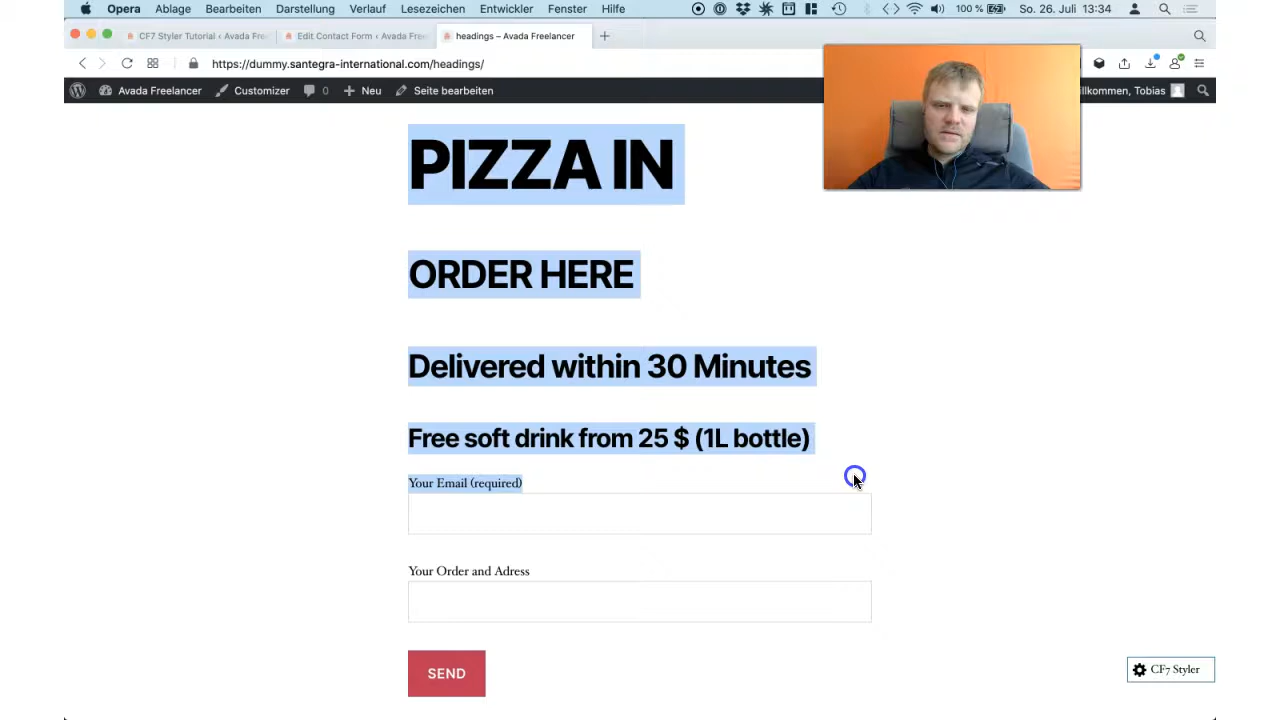 Opera Ablage Bearbeiten Darstellung Verlauf Lesezeichen Entwickler Fenster Hilfe 100 % So. 26. Juli 13:34
CF7 Styler Tutorial ‹ Avada Fre Edit Contact Form ‹ Avada Fre headings – Avada Freelancer
https://dummy.santegra-international.com/headings/
Avada Freelancer Customizer 0 Neu Seite bearbeiten llkommen, Tobias
PIZZA IN
ORDER HERE
Delivered within 30 Minutes
Free soft drink from 25 $ (1L bottle)
Your Email (required)
Your Order and Adress
SEND
CF7 Styler